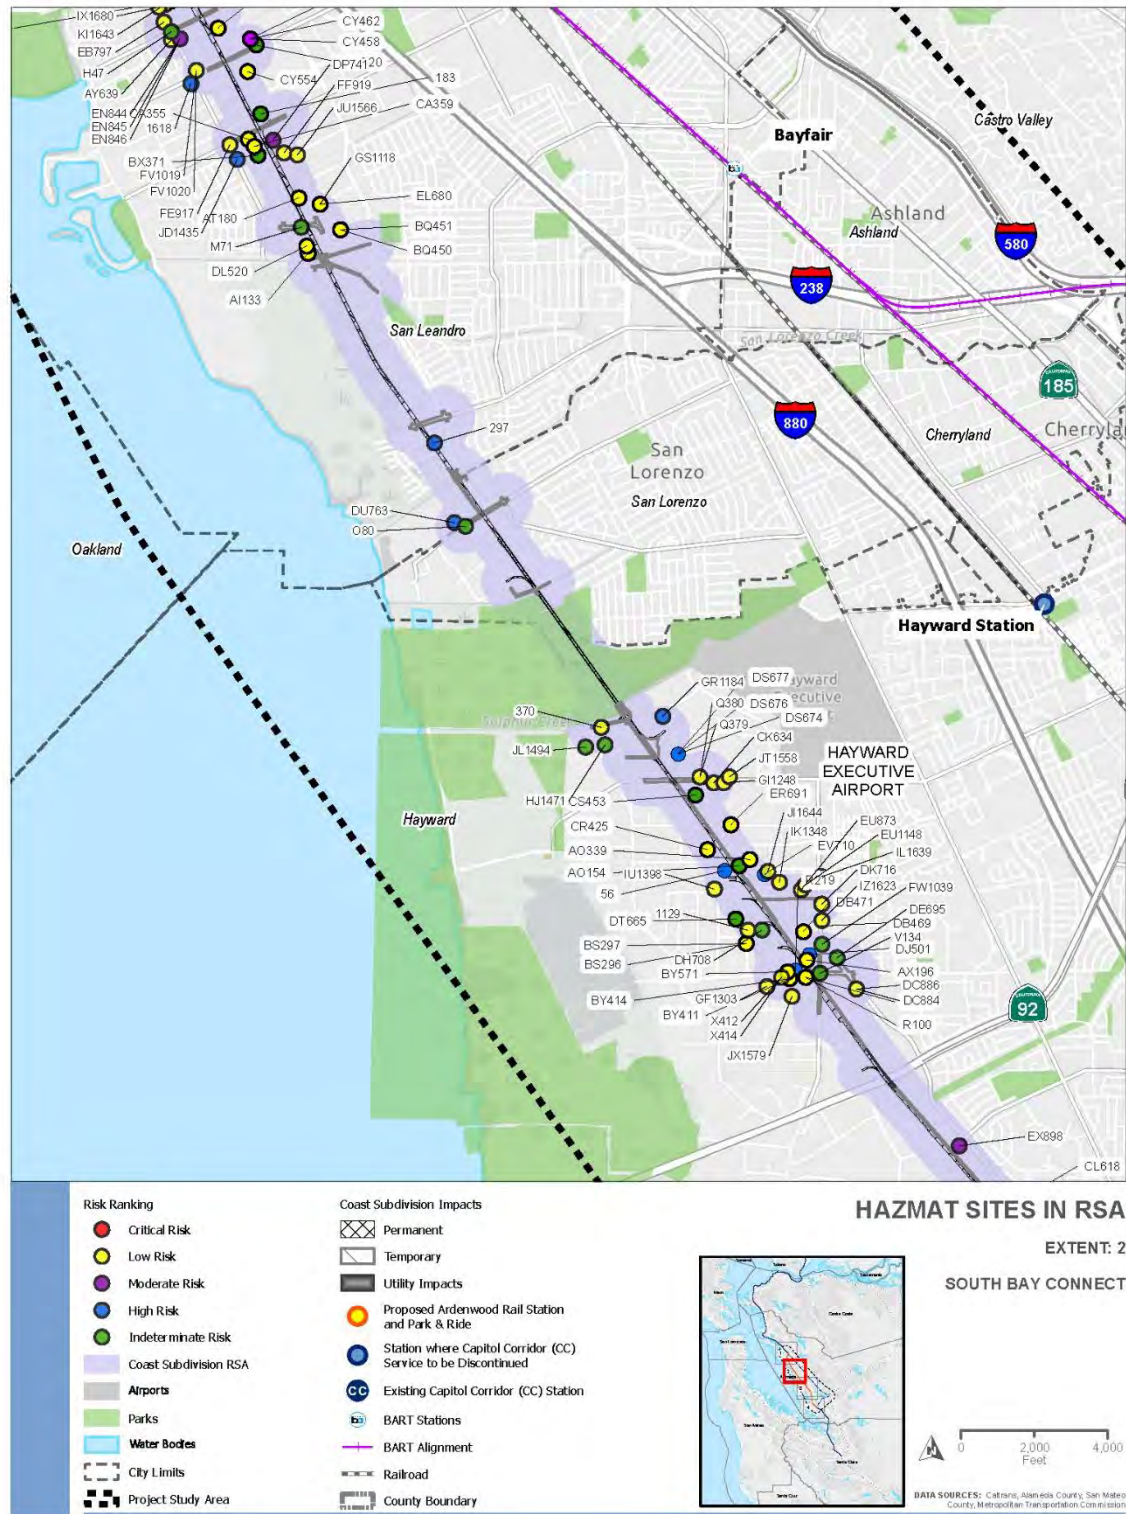 IX1680
KI1643
EB797
H47
AY639
EN844
EN845
EN846
CA355
1618
BX371
FV1019
FV1020
FE917
JD1435
AT180
M71
DL520
AI133
CY462
CY458
DP741
20
CY554
FF919
183
JU1566
CA359
GS1118
EL680
BQ451
BQ450
Bayfair
Castro Valley
Ashland
Ashland
580
238
San Leandro
San Lorenzo Creek
CALIFORNIA
185
880
Cherryland
Cherrylan
297
San
Lorenzo
San Lorenzo
DU763
O80
Oakland
Hayward Station
GR1184
DS677
Q380
DS676
Q379
DS674
CK634
JT1558
GI1248
ER691
370
Sulphur Creek
JL1494
HJ1471
CS453
HAYWARD
EXECUTIVE
AIRPORT
Hayward
CR425
AO339
AO154
IU1398
56
JI1644
IK1348
EV710
EU873
EU1148
IL1639
R219
DK716
IZ1623
FW1039
DB471
DE695
DB469
V134
DJ501
AX196
DC886
DC884
R100
DT665
1129
BS297
BS296
DH708
BY571
BY414
GF1303
BY411
X412
X414
JX1579
CALIFORNIA
92
EX898
CL618
Risk Ranking
Critical Risk
Low Risk
Moderate Risk
High Risk
Indeterminate Risk
Coast Subdivision RSA
Airports
Parks
Water Bodies
City Limits
Project Study Area
Coast Subdivision Impacts
Permanent
Temporary
Utility Impacts
Proposed Ardenwood Rail Station
and Park & Ride
Station where Capitol Corridor (CC)
Service to be Discontinued
CC
Existing Capitol Corridor (CC) Station
BART Stations
BART Alignment
Railroad
County Boundary
HAZMAT SITES IN RSA
EXTENT: 2
SOUTH BAY CONNECT
0 2,000 4,000
Feet
DATA SOURCES: Caltrans, Alameda County, San Mateo
County, Metropolitan Transportation Commission